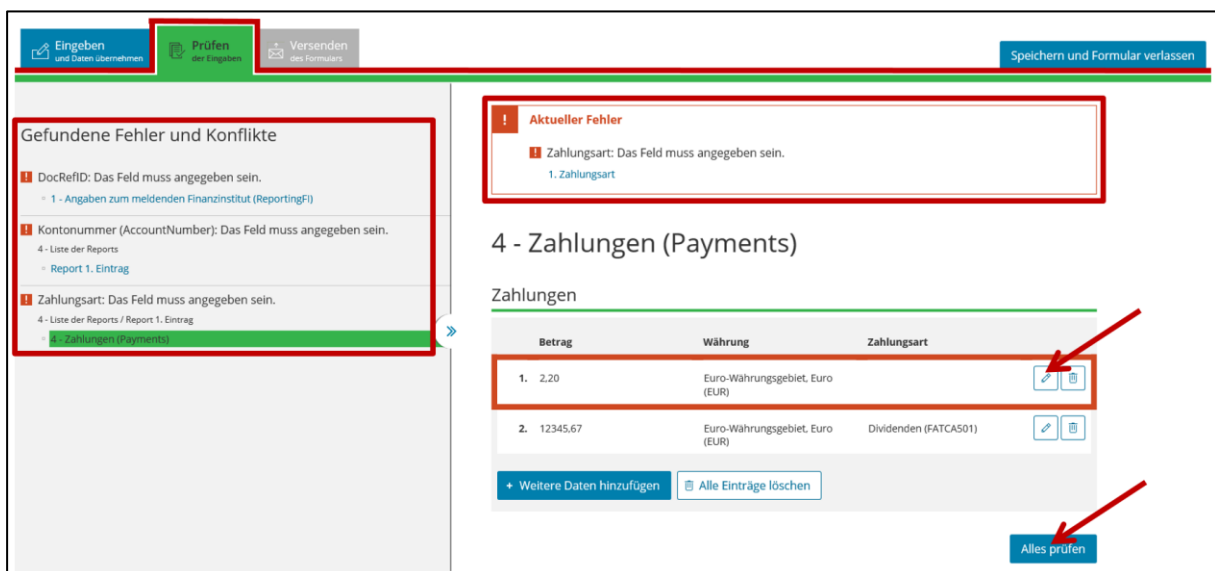 Eingeben
und Daten übernehmen
Prüfen
der Eingaben
Versenden
des Formulars
Speichern und Formular verlassen
Gefundene Fehler und Konflikte
! DocRefID: Das Feld muss angegeben sein.
1 - Angaben zum meldenden Finanzinstitut (ReportingFI)
! Kontonummer (AccountNumber): Das Feld muss angegeben sein.
4 - Liste der Reports
Report 1. Eintrag
! Zahlungsart: Das Feld muss angegeben sein.
4 - Liste der Reports / Report 1. Eintrag
4 - Zahlungen (Payments)
! Aktueller Fehler
! Zahlungsart: Das Feld muss angegeben sein.
1. Zahlungsart
4 - Zahlungen (Payments)
Zahlungen
Betrag Währung Zahlungsart
1. 2,20 Euro-Währungsgebiet, Euro
(EUR)
2. 12345,67 Euro-Währungsgebiet, Euro Dividenden (FATCA501)
(EUR)
+ Weitere Daten hinzufügen Alle Einträge löschen
Alles prüfen